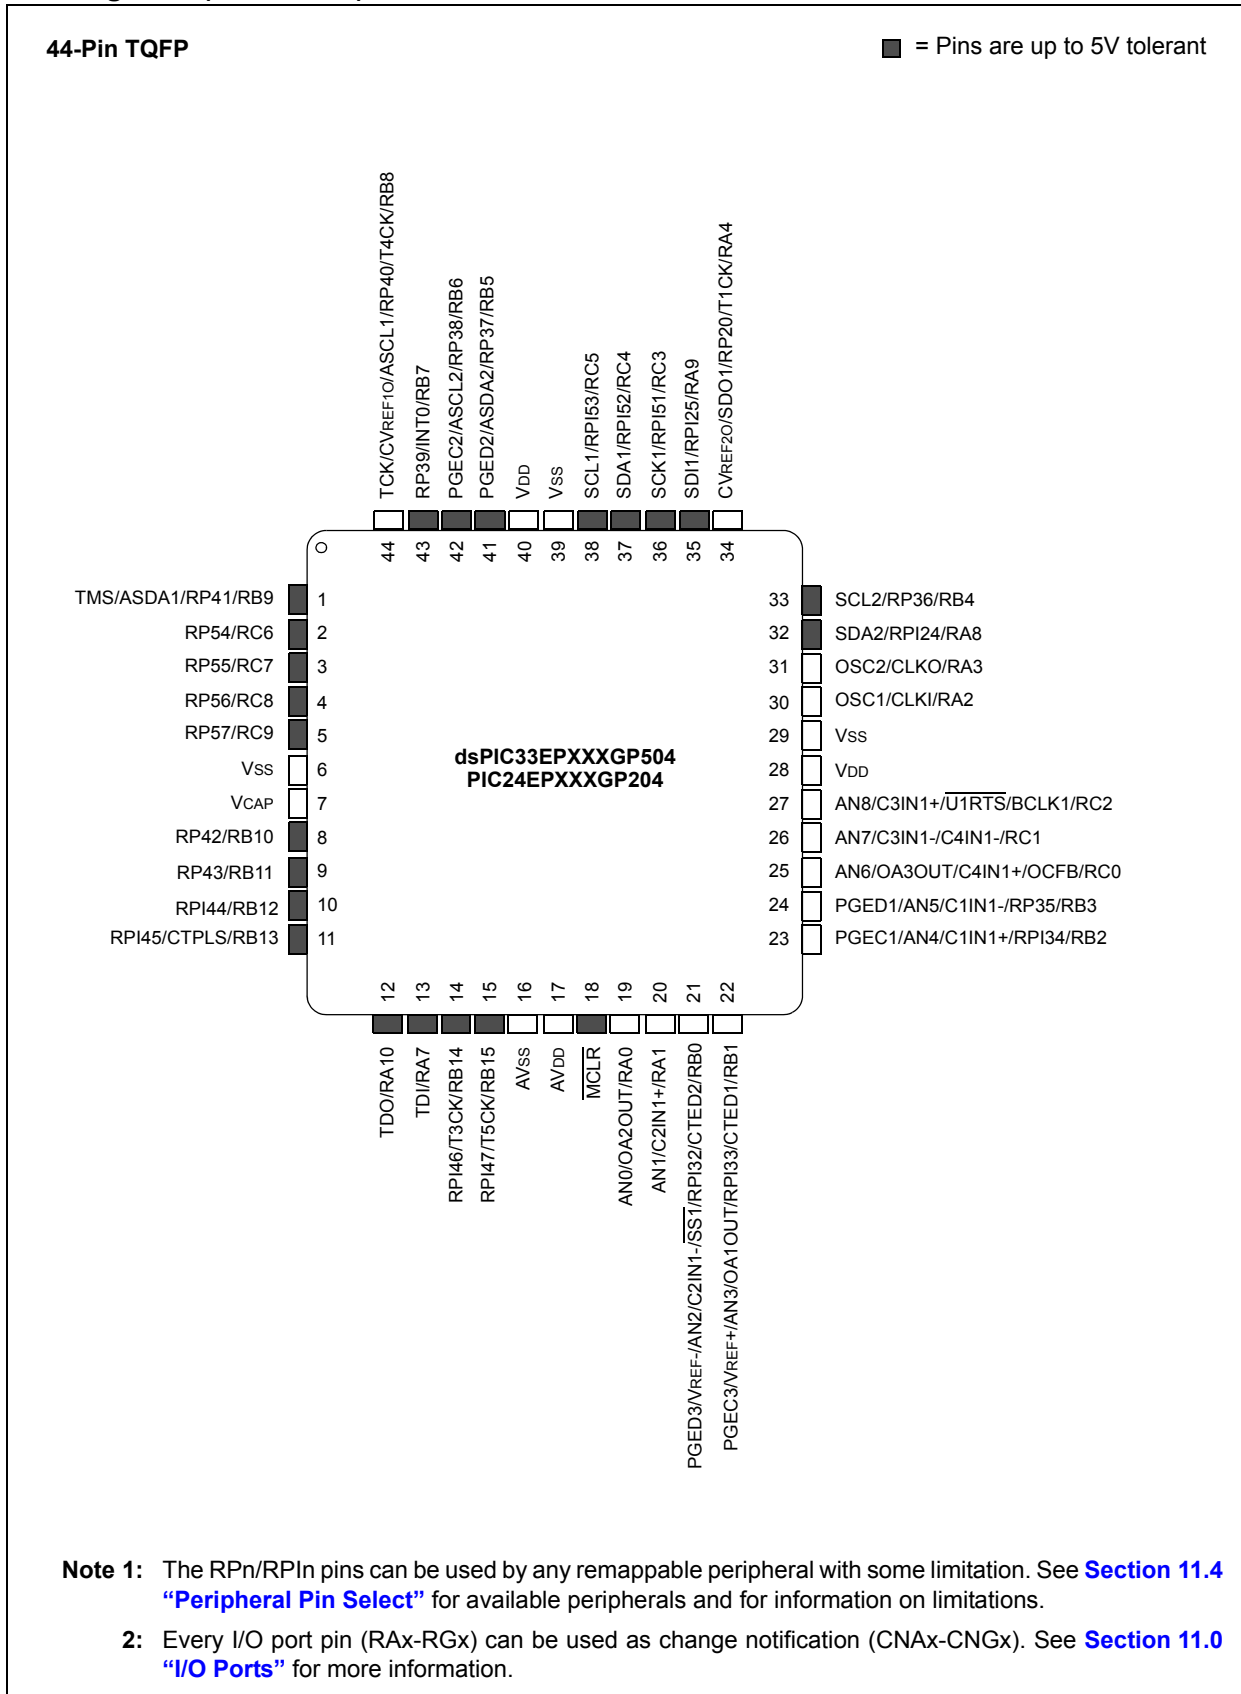 44-Pin TQFP
= Pins are up to 5V tolerant
TCK/CVREF1O/ASCL1/RP40/T4CK/RB8
RP39/INT0/RB7
PGEC2/ASCL2/RP38/RB6
PGED2/ASDA2/RP37/RB5
VDD
VSS
SCL1/RPI53/RC5
SDA1/RPI52/RC4
SCK1/RPI51/RC3
SDI1/RPI25/RA9
CVREF2O/SDO1/RP20/T1CK/RA4
44 43 42 41 40 39 38 37 36 35 34
TMS/ASDA1/RP41/RB9 1
RP54/RC6 2
RP55/RC7 3
RP56/RC8 4
RP57/RC9 5
VSS 6
VCAP 7
RP42/RB10 8
RP43/RB11 9
RPI44/RB12 10
RPI45/CTPLS/RB13 11
dsPIC33EPXXXGP504
PIC24EPXXXGP204
33 SCL2/RP36/RB4
32 SDA2/RPI24/RA8
31 OSC2/CLKO/RA3
30 OSC1/CLKI/RA2
29 VSS
28 VDD
27 AN8/C3IN1+/U1RTS/BCLK1/RC2
26 AN7/C3IN1-/C4IN1-/RC1
25 AN6/OA3OUT/C4IN1+/OCFB/RC0
24 PGED1/AN5/C1IN1-/RP35/RB3
23 PGEC1/AN4/C1IN1+/RPI34/RB2
12 13 14 15 16 17 18 19 20 21 22
TDO/RA10
TDI/RA7
RPI46/T3CK/RB14
RPI47/T5CK/RB15
AVSS
AVDD
MCLR
AN0/OA2OUT/RA0
AN1/C2IN1+/RA1
PGED3/VREF-/AN2/C2IN1-/SS1/RPI32/CTED2/RB0
PGEC3/VREF+/AN3/OA1OUT/RPI33/CTED1/RB1
Note 1: The RPn/RPIn pins can be used by any remappable peripheral with some limitation. See Section 11.4
“Peripheral Pin Select” for available peripherals and for information on limitations.
2: Every I/O port pin (RAx-RGx) can be used as change notification (CNAx-CNGx). See Section 11.0
“I/O Ports” for more information.